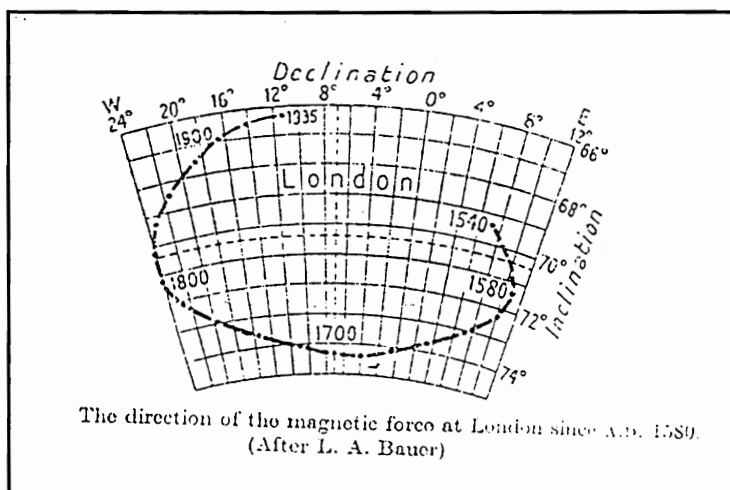 Declination
W 24° 20° 16° 12° 8° 4° 0° 4° 8° E 12°
1900 1335 66°
London 68°
1540
70°
1800 1580 72°
1700 74°
Inclination
The direction of the magnetic force at London since A.D. 1580.
(After L. A. Bauer)